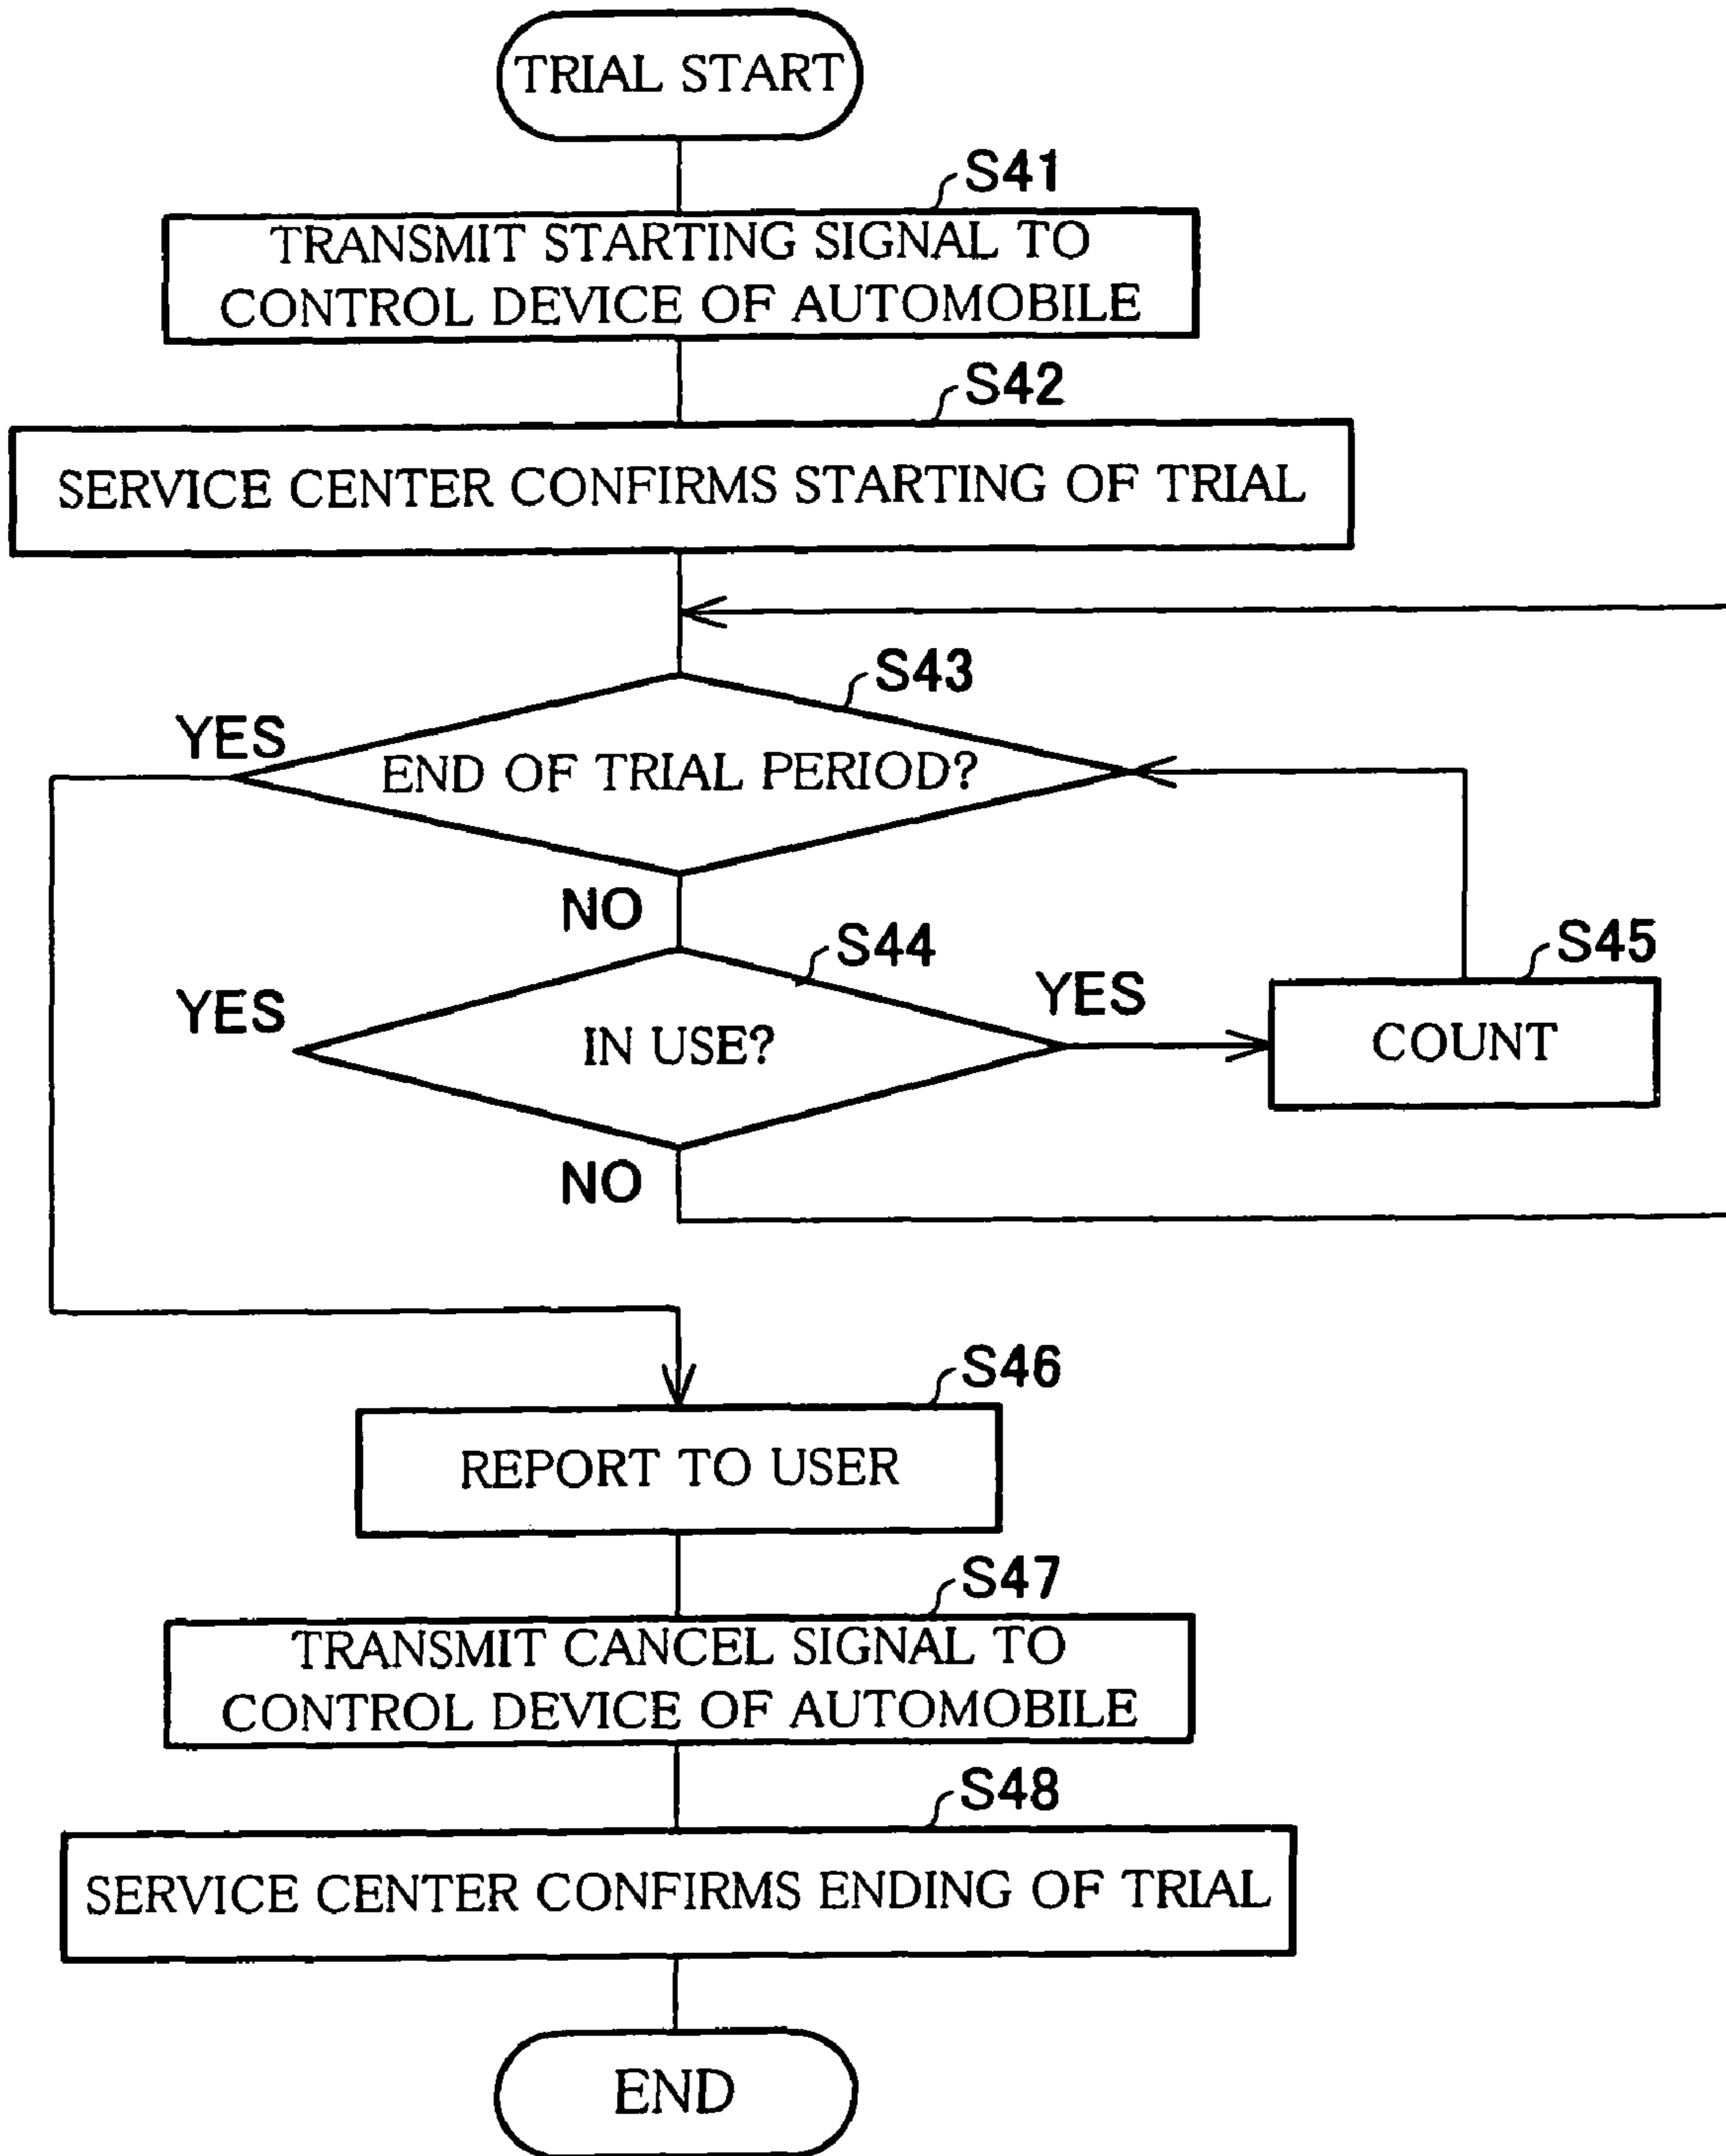 TRIAL START
S41
TRANSMIT STARTING SIGNAL TO
CONTROL DEVICE OF AUTOMOBILE
S42
SERVICE CENTER CONFIRMS STARTING OF TRIAL
S43
YES
END OF TRIAL PERIOD?
NO
S44
S45
YES
YES
IN USE?
COUNT
NO
S46
REPORT TO USER
S47
TRANSMIT CANCEL SIGNAL TO
CONTROL DEVICE OF AUTOMOBILE
S48
SERVICE CENTER CONFIRMS ENDING OF TRIAL
END